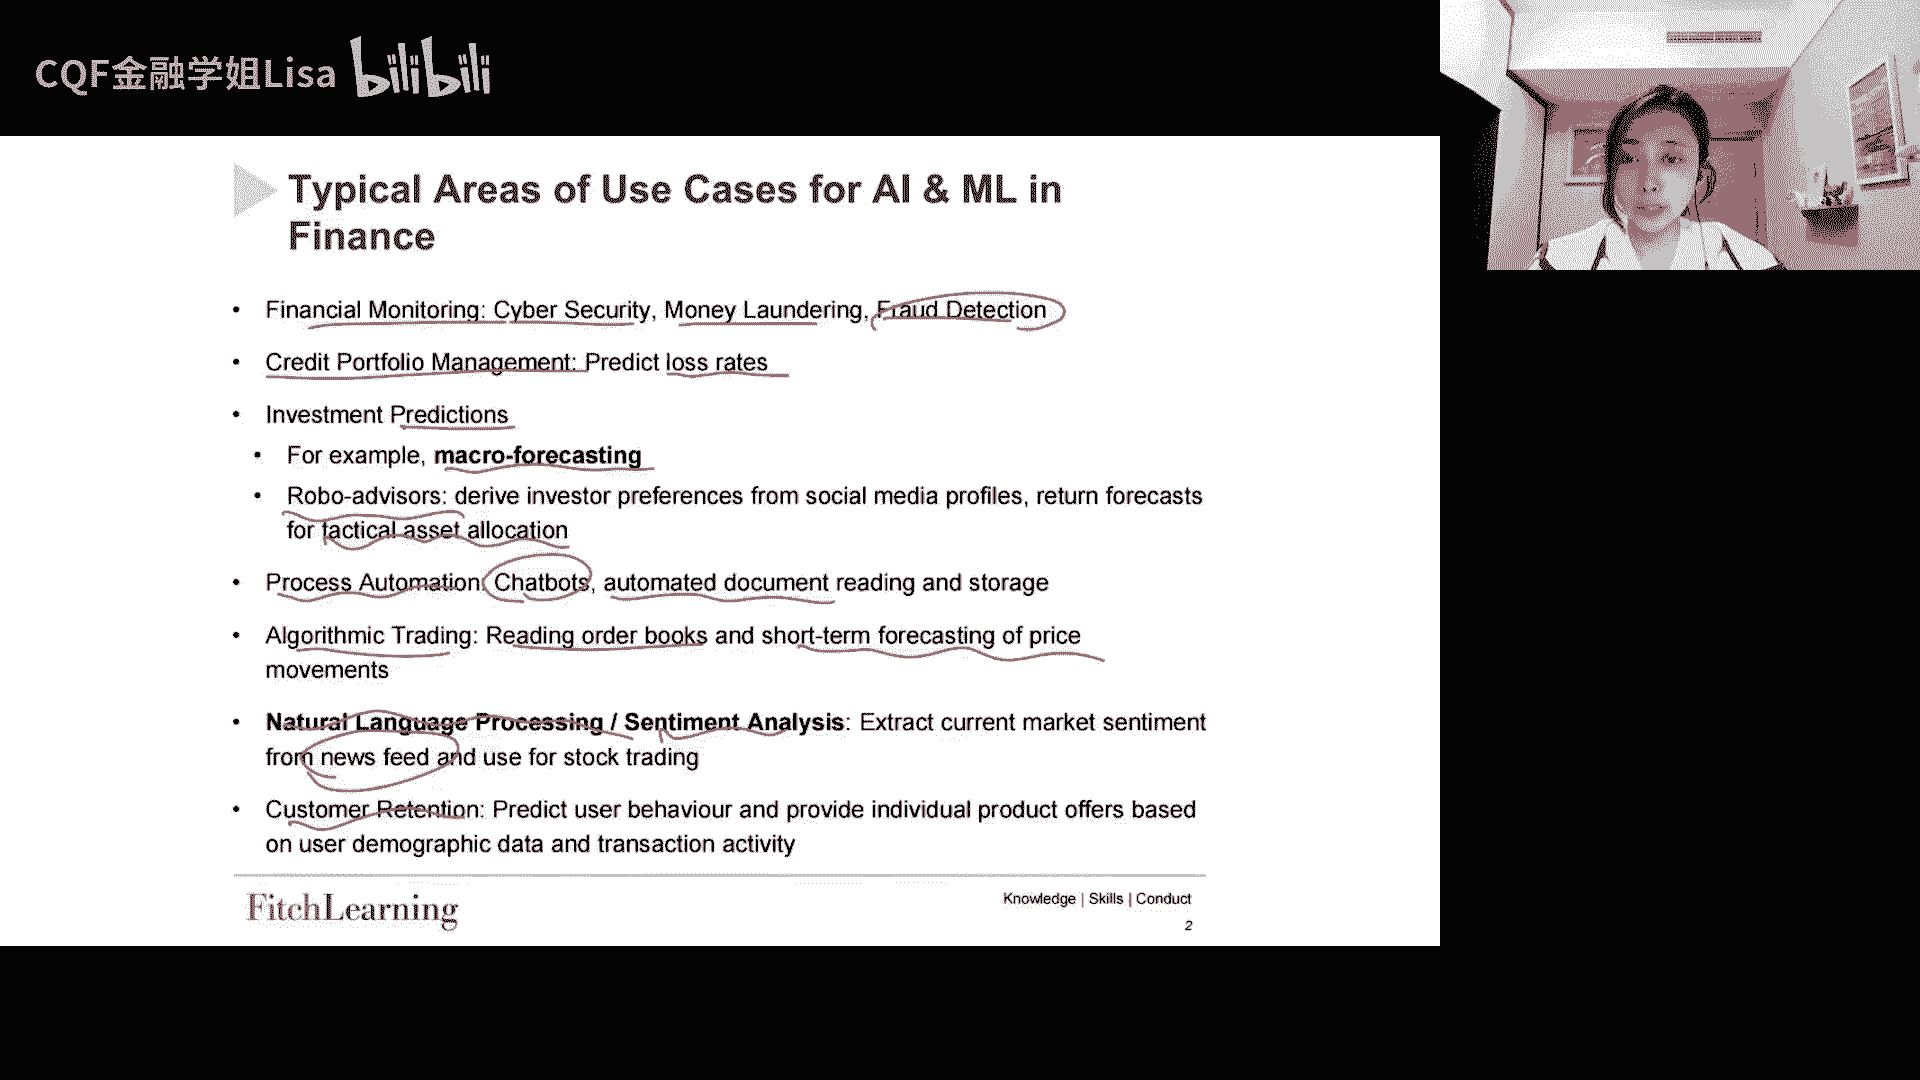 CQF金融学姐Lisa bilibili
Typical Areas of Use Cases for AI & ML in
Finance
• Financial Monitoring: Cyber Security, Money Laundering, Fraud Detection
• Credit Portfolio Management: Predict loss rates
• Investment Predictions
• For example, macro-forecasting
• Robo-advisors: derive investor preferences from social media profiles, return forecasts
for tactical asset allocation
• Process Automation: Chatbots, automated document reading and storage
• Algorithmic Trading: Reading order books and short-term forecasting of price
movements
• Natural Language Processing / Sentiment Analysis: Extract current market sentiment
from news feed and use for stock trading
• Customer Retention: Predict user behaviour and provide individual product offers based
on user demographic data and transaction activity
FitchLearning
Knowledge | Skills | Conduct
2